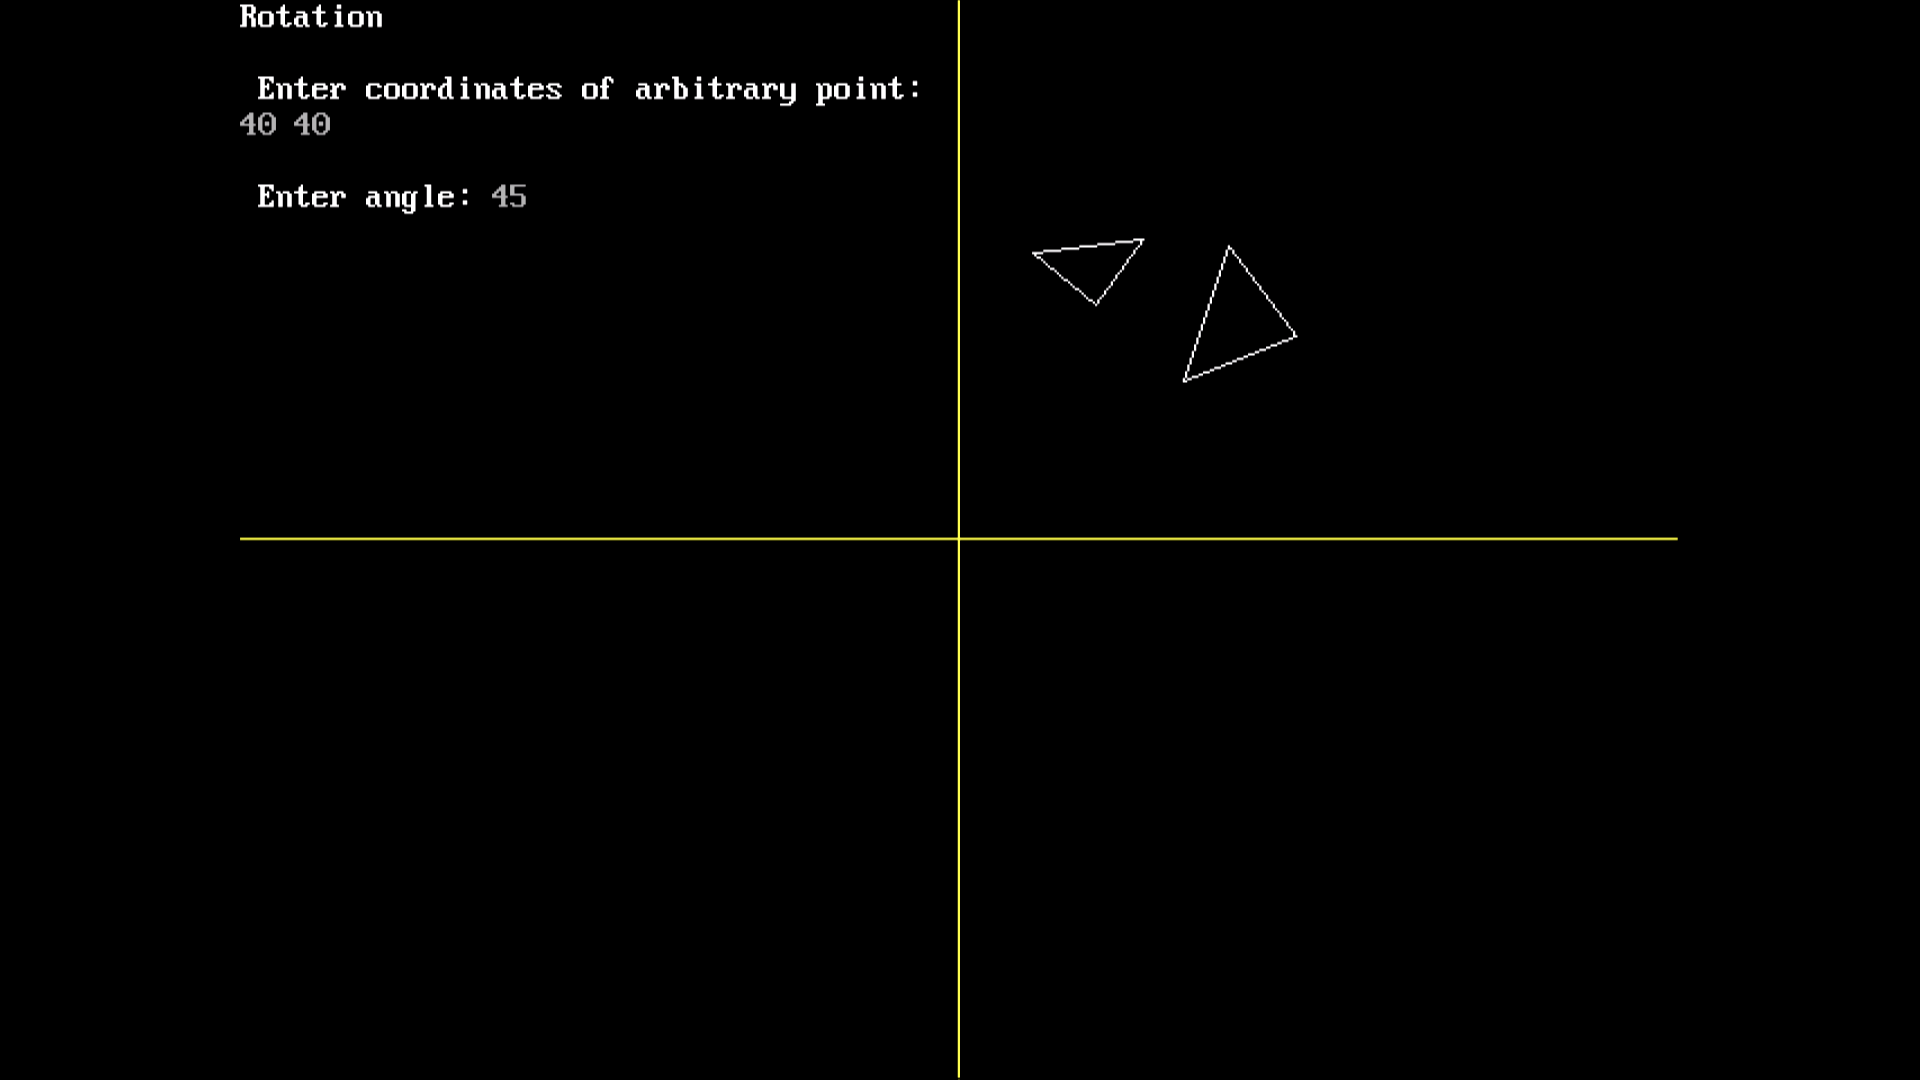 Rotation
Enter coordinates of arbitrary point:
40 40
Enter angle: 45